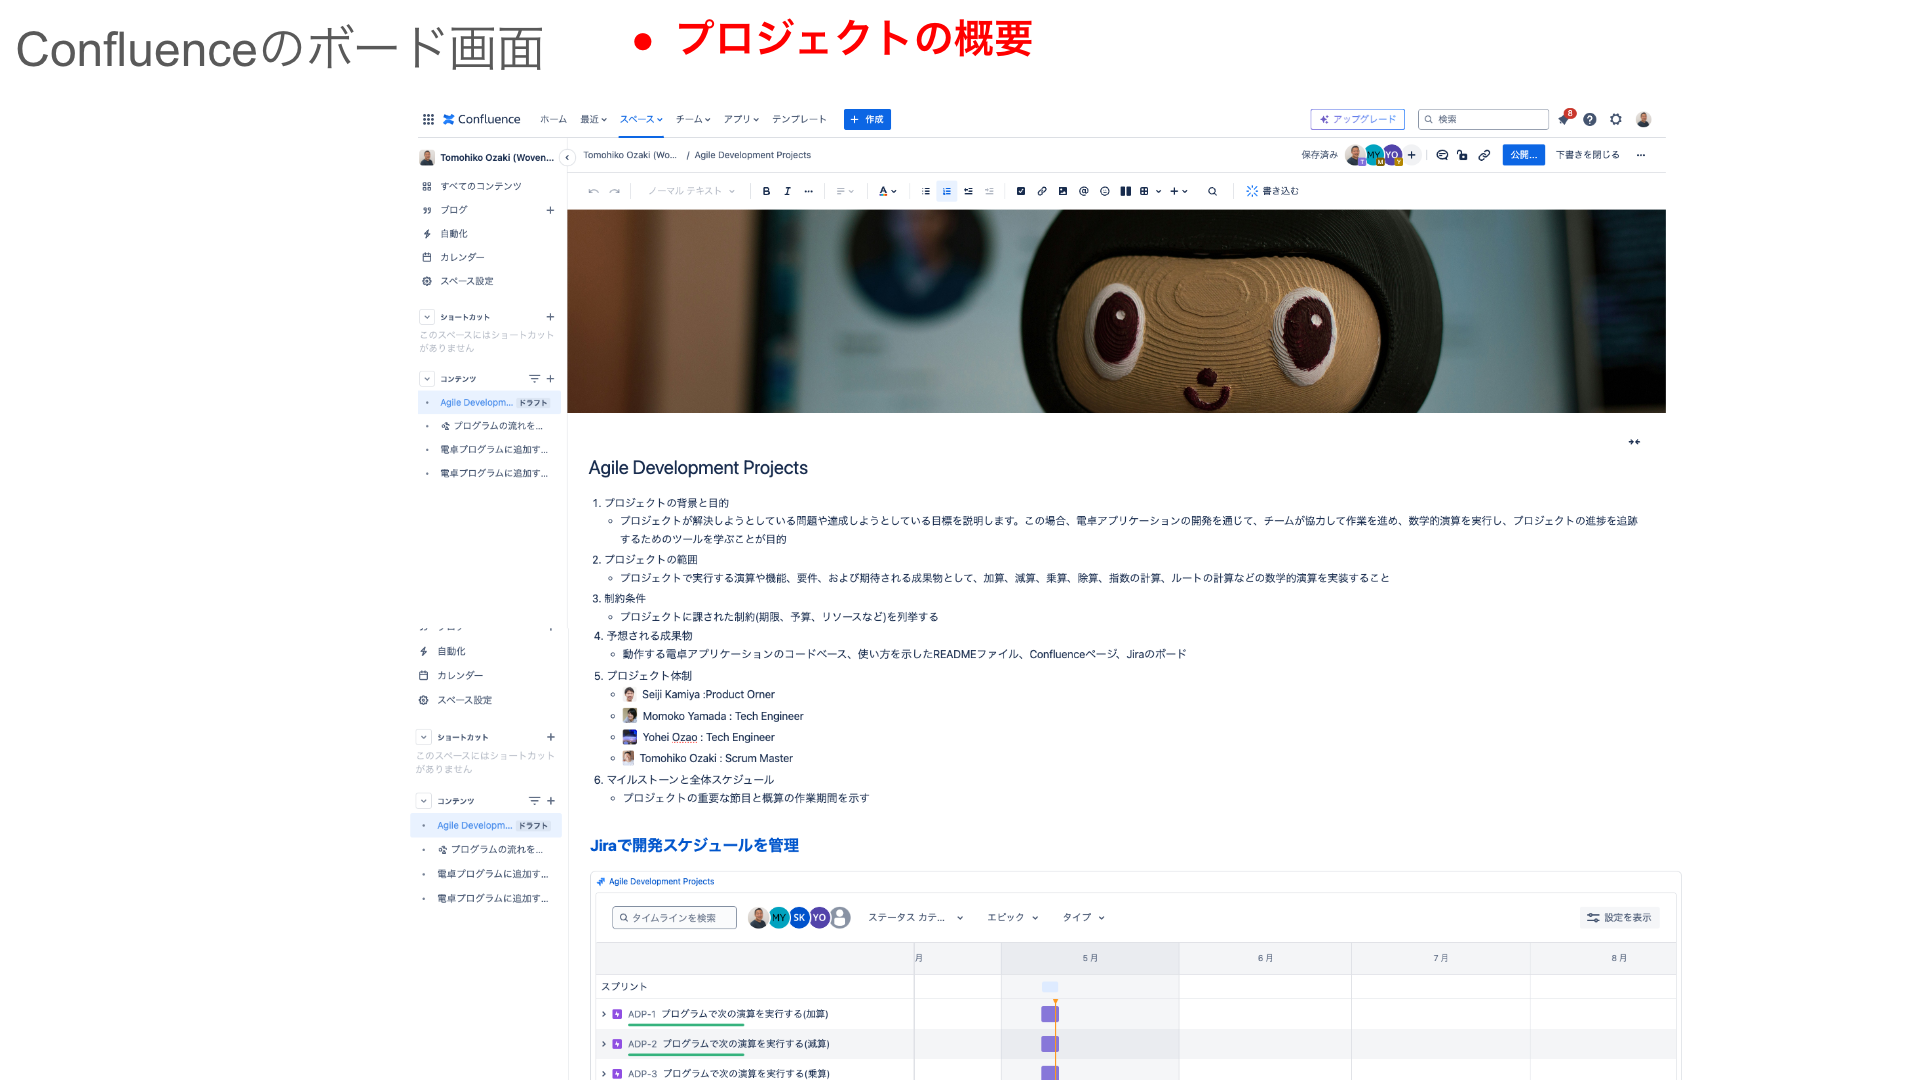 Confluenceのボード画面
● プロジェクトの概要
Confluence ホーム 最近 スペース チーム アプリ テンプレート + 作成 アップグレード 検索 8
Tomohiko Ozaki (Woven...
Tomohiko Ozaki (Wo... / Agile Development Projects 保存済み T MY M YO Y + 公開... 下書きを閉じる ...
ノーマル テキスト B I ... A 書き込む
すべてのコンテンツ
ブログ +
自動化
カレンダー
スペース設定
ショートカット +
このスペースにはショートカット
がありません
コンテンツ +
Agile Developm... ドラフト
プログラムの流れを...
電卓プログラムに追加す...
電卓プログラムに追加す...
Agile Development Projects
1. プロジェクトの背景と目的
プロジェクトが解決しようとしている問題や達成しようとしている目標を説明します。この場合、電卓アプリケーションの開発を通じて、チームが協力して作業を進め、数学的演算を実行し、プロジェクトの進捗を追跡
するためのツールを学ぶことが目的
2. プロジェクトの範囲
プロジェクトで実行する演算や機能、要件、および期待される成果物として、加算、減算、乗算、除算、指数の計算、ルートの計算などの数学的演算を実装すること
3. 制約条件
プロジェクトに課された制約(期限、予算、リソースなど)を列挙する
4. 予想される成果物
動作する電卓アプリケーションのコードベース、使い方を示したREADMEファイル、Confluenceページ、Jiraのボード
5. プロジェクト体制
Seiji Kamiya :Product Orner
Momoko Yamada : Tech Engineer
Yohei Ozao : Tech Engineer
Tomohiko Ozaki : Scrum Master
6. マイルストーンと全体スケジュール
プロジェクトの重要な節目と概算の作業期間を示す
自動化
カレンダー
スペース設定
ショートカット +
このスペースにはショートカット
がありません
コンテンツ +
Agile Developm... ドラフト
プログラムの流れを...
電卓プログラムに追加す...
電卓プログラムに追加す...
Jiraで開発スケジュールを管理
Agile Development Projects
タイムラインを検索 MY SK YO ステータス カテ... エピック タイプ 設定を表示
月 5 月 6 月 7 月 8 月
スプリント
ADP-1 プログラムで次の演算を実行する(加算)
ADP-2 プログラムで次の演算を実行する(減算)
ADP-3 プログラムで次の演算を実行する(乗算)